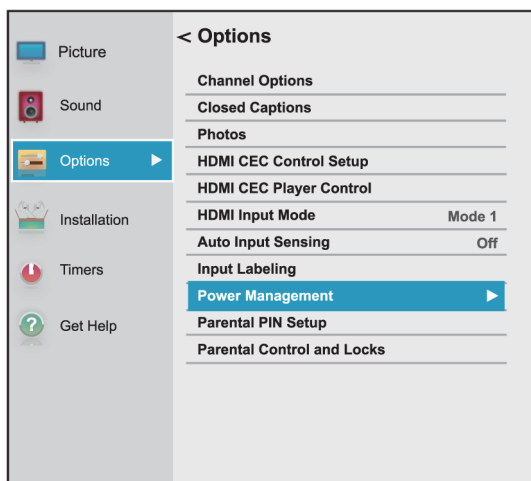 Picture
Sound
Options
Installation
Timers
Get Help
< Options
Channel Options
Closed Captions
Photos
HDMI CEC Control Setup
HDMI CEC Player Control
HDMI Input Mode Mode 1
Auto Input Sensing Off
Input Labeling
Power Management
Parental PIN Setup
Parental Control and Locks